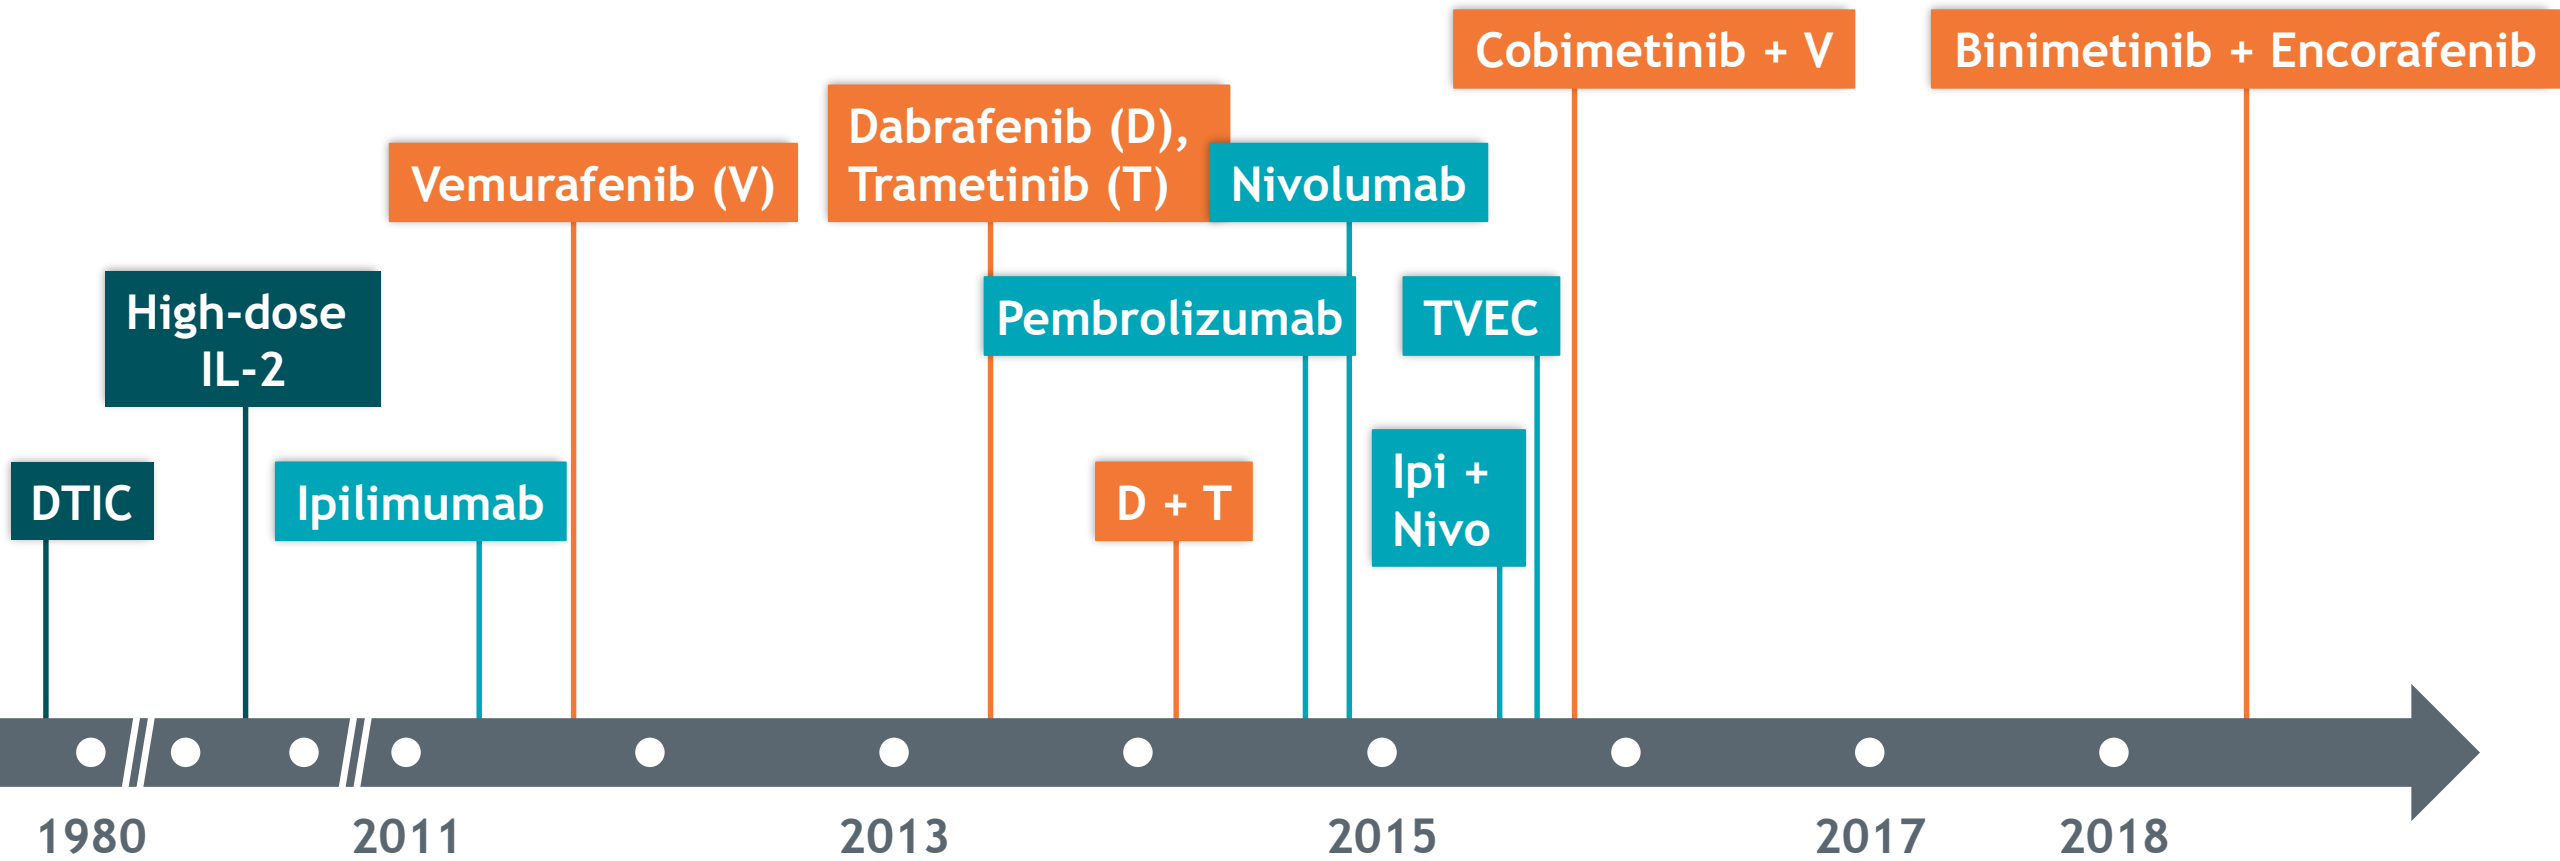 Cobimetinib + V
Binimetinib + Encorafenib
Dabrafenib (D),
Trametinib (T)
Vemurafenib (V)
Nivolumab
High-dose
IL-2
Pembrolizumab
TVEC
DTIC
Ipilimumab
D + T
Ipi +
Nivo
1980
2011
2013
2015
2017
2018